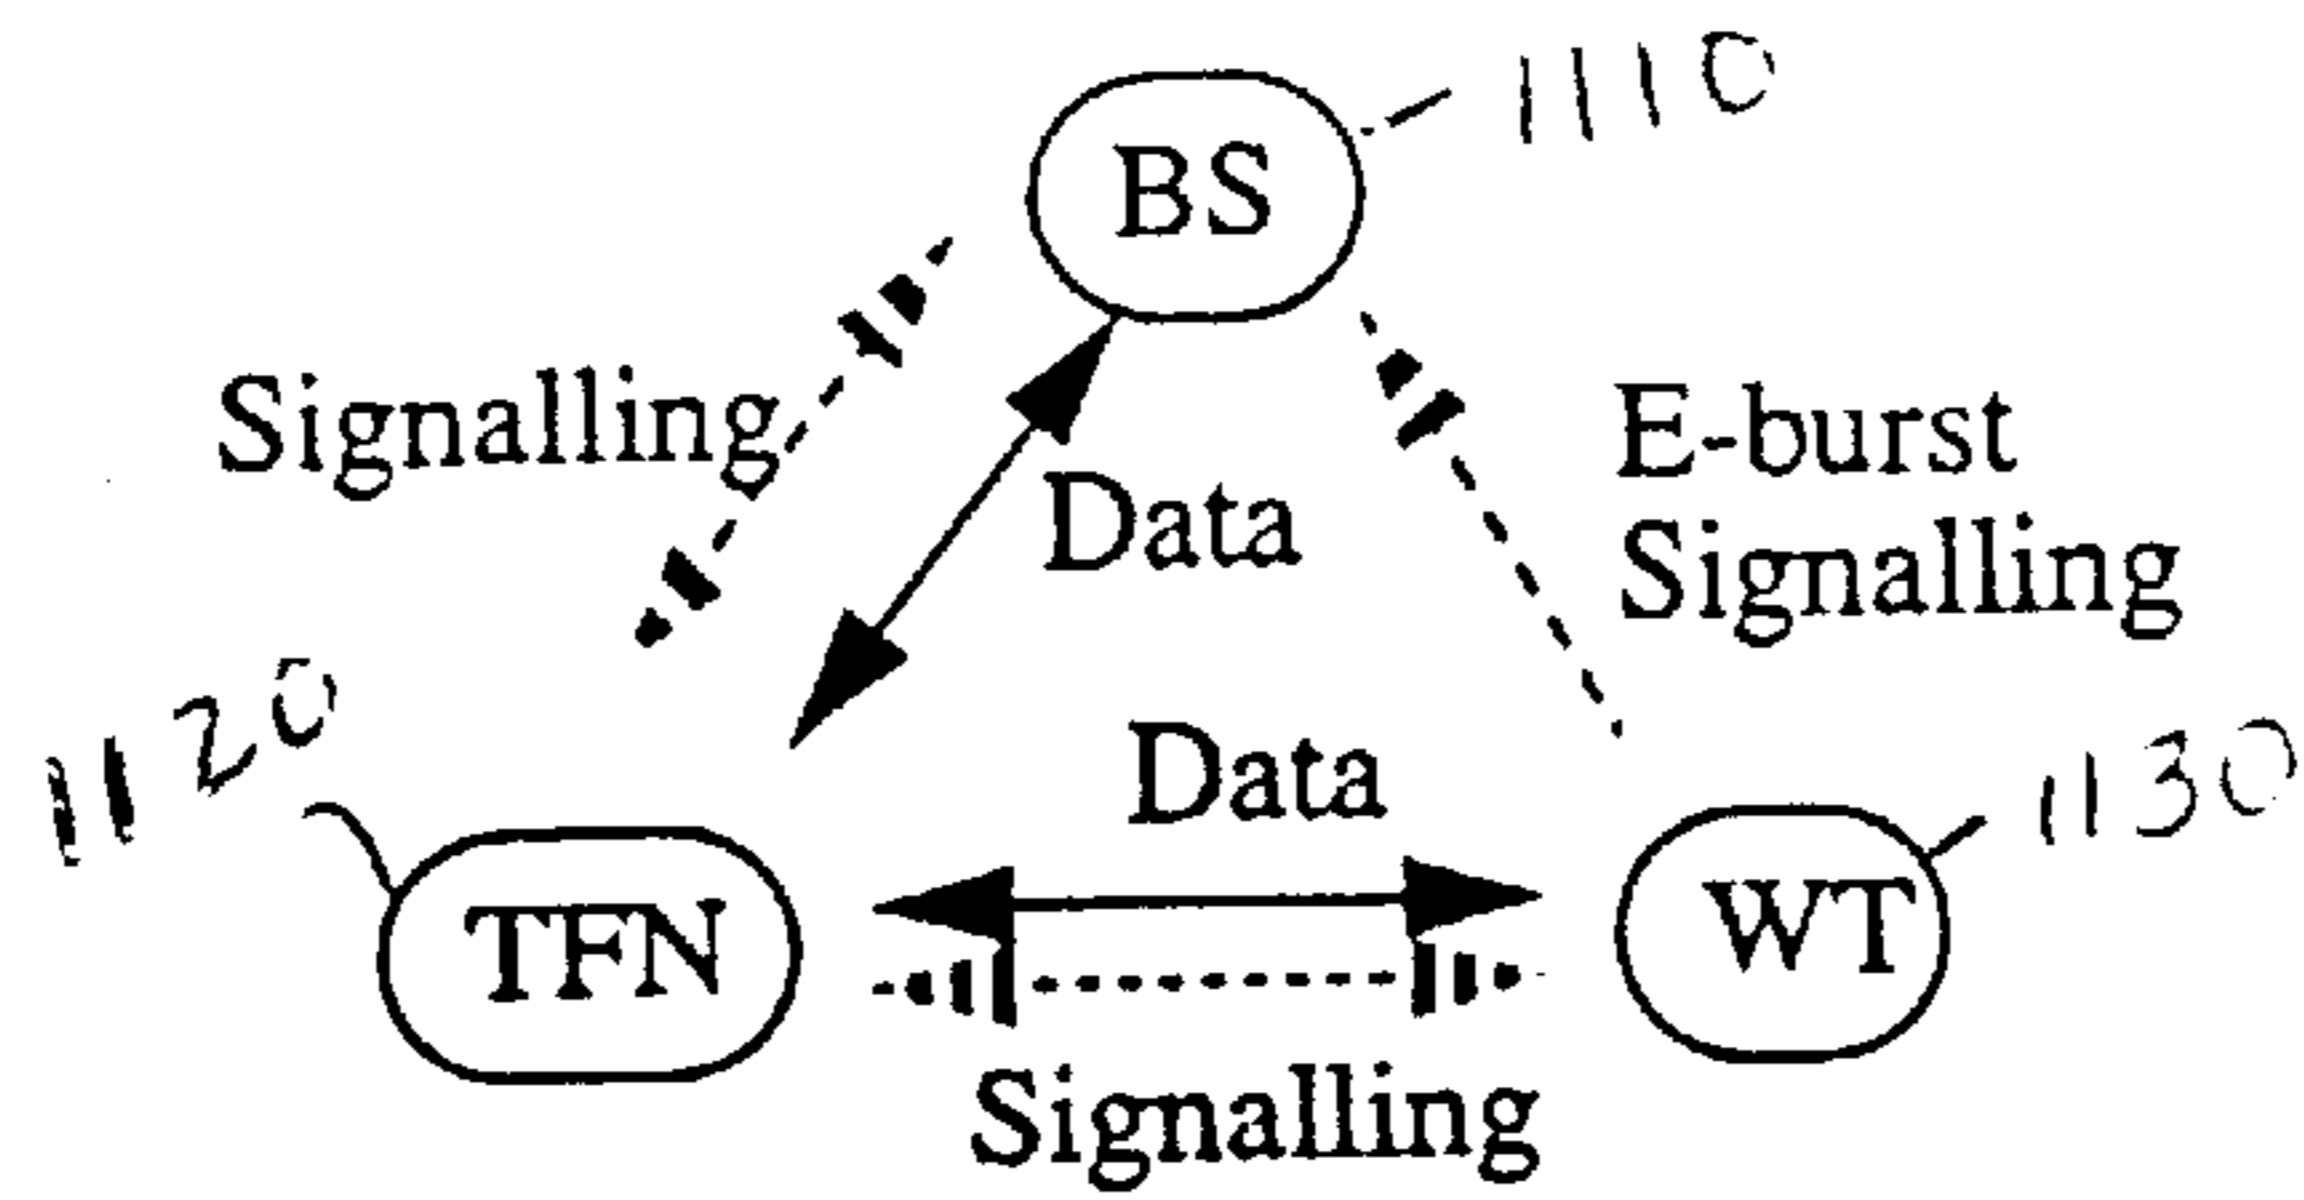 1110
BS
Signalling
E-burst
Signalling
Data
1120
Data
1130
TFN
WT
Signalling